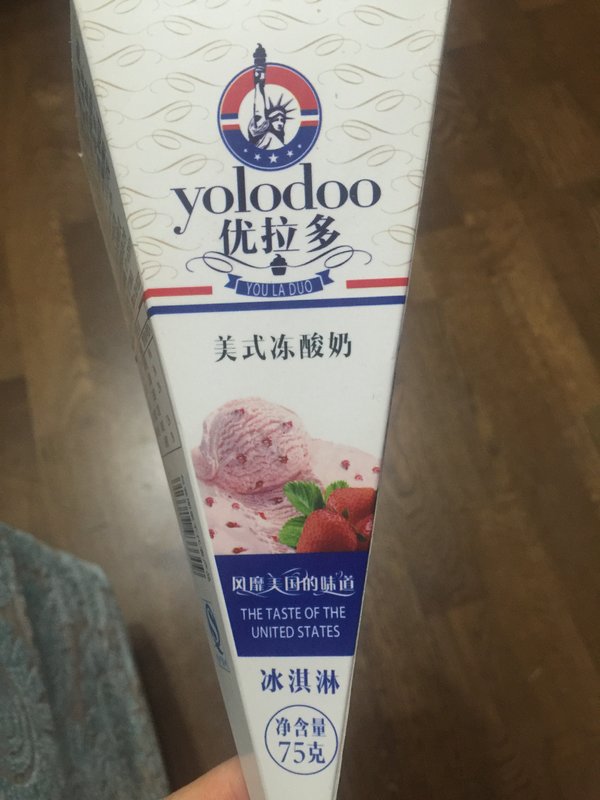 yolodoo
优拉多
YOU LA DUO
美式冻酸奶
风靡美国的味道
THE TASTE OF THE
UNITED STATES
冰淇淋
净含量
75克